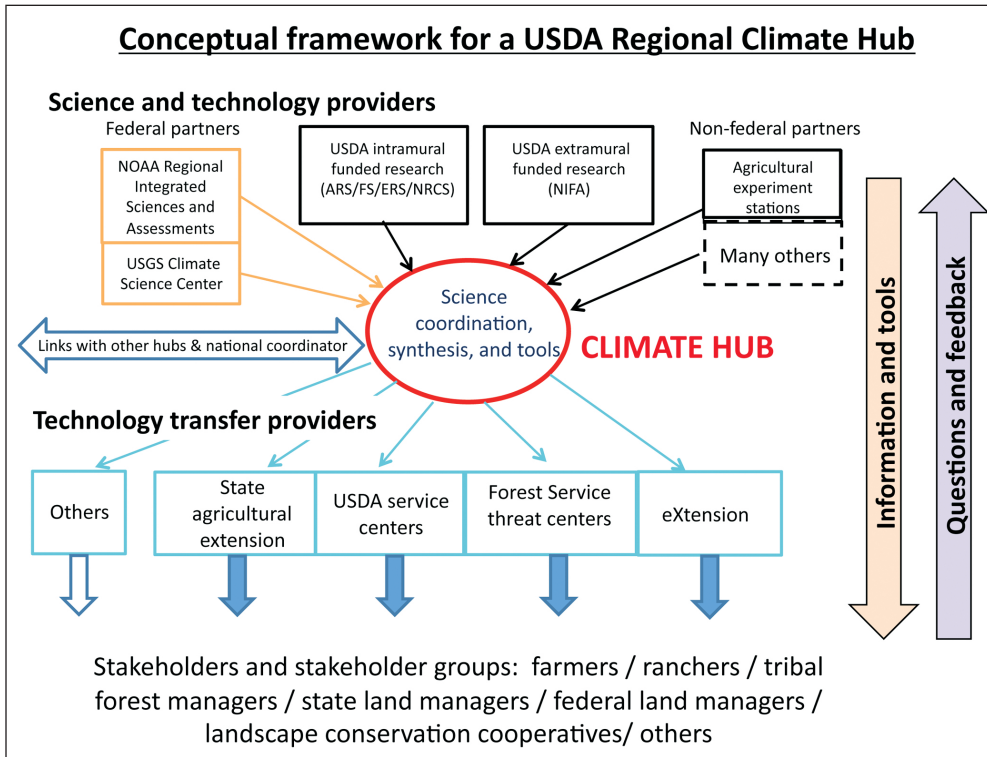 Conceptual framework for a USDA Regional Climate Hub
Science and technology providers
Federal partners
NOAA Regional
Integrated
Sciences and
Assessments
USGS Climate
Science Center
USDA intramural
funded research
(ARS/FS/ERS/NRCS)
USDA extramural
funded research
(NIFA)
Non-federal partners
Agricultural
experiment
stations
Many others
Science
coordination,
synthesis, and tools
CLIMATE HUB
Links with other hubs & national coordinator
Technology transfer providers
Others
State
agricultural
extension
USDA service
centers
Forest Service
threat centers
eXtension
Information and tools
Questions and feedback
Stakeholders and stakeholder groups: farmers / ranchers / tribal
forest managers / state land managers / federal land managers /
landscape conservation cooperatives/ others